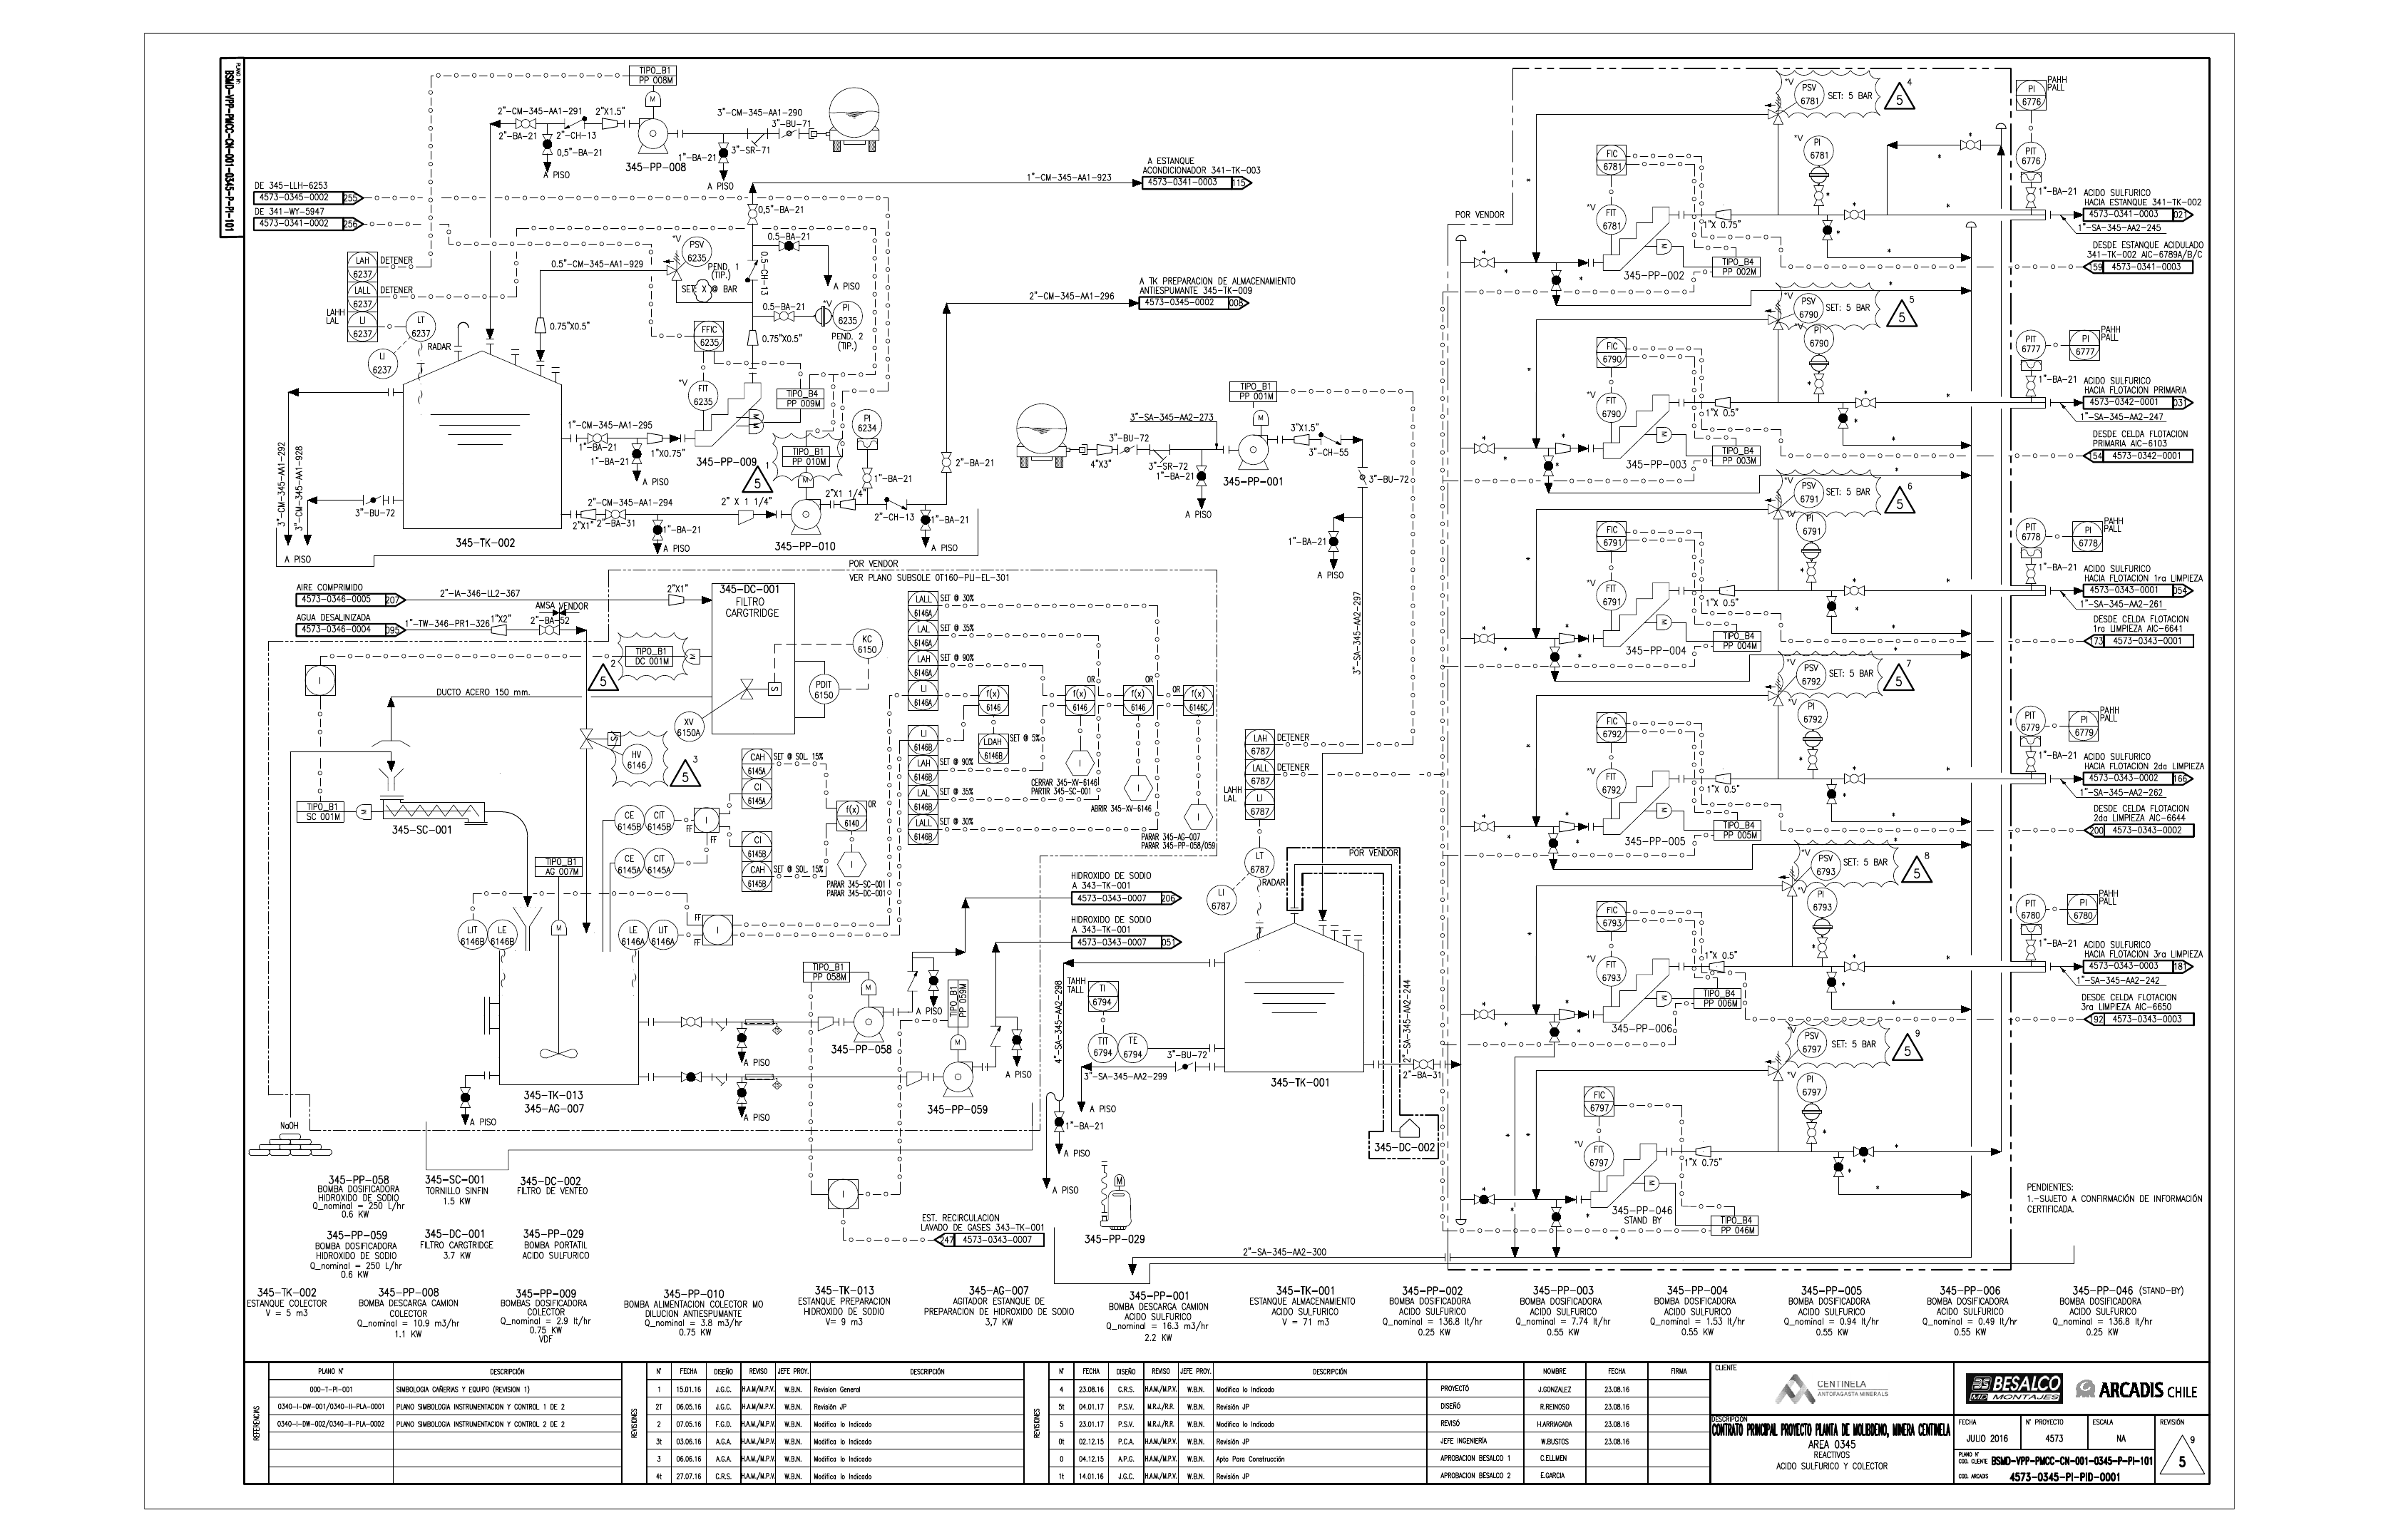 PLANO N°:
BSMD-VPP-PMCC-CN-001-0345-P-PI-101
TIPO_B1
PP 008M
M
2"-CM-345-AA1-291
2"X1.5"
3"-CM-345-AA1-290
3"-BU-71
2"-BA-21
2"-CH-13
0,5"-BA-21
3"-SR-71
1"-BA-21
345-PP-008
A PISO
A PISO
DE 345-LLH-6253
4573-0345-0002
255
DE 341-WY-5947
4573-0341-0002
256
1"-CM-345-AA1-923
A ESTANQUE
ACONDICIONADOR 341-TK-003
4573-0341-0003
115
0,5"-BA-21
0.5-BA-21
0.5-CH-13
A PISO
LAH
6237
DETENER
LALL
6237
DETENER
LAHH
LAL
LI
6237
LT
6237
LI
6237
RADAR
0.5"-CM-345-AA1-929
*V
PSV
6235
PEND. 1
(TIP.)
SET: X @ BAR
0.5-BA-21
*V
PI
6235
PEND. 2
(TIP.)
0.75"X0.5"
FFIC
6235
0.75"X0.5"
*V
FIT
6235
TIPO_B4
PP 009M
PI
6234
2"-CM-345-AA1-296
A TK PREPARACION DE ALMACENAMIENTO
ANTIESPUMANTE 345-TK-009
4573-0345-0002
008
1"-CM-345-AA1-295
1"-BA-21
1"X0.75"
1"-BA-21
A PISO
345-PP-009
TIPO_B1
PP 010M
1
5
M
1"-BA-21
2"-BA-21
3"-CM-345-AA1-292
3"-CM-345-AA1-928
3"-BU-72
2"-CM-345-AA1-294
2"X1"
2"-BA-31
2" X 1 1/4"
2"X1 1/4"
1"-BA-21
2"-CH-13
1"-BA-21
A PISO
A PISO
A PISO
345-TK-002
345-PP-010
TIPO_B1
PP 001M
M
3"-SA-345-AA2-273
3"-BU-72
4"X3"
3"-SR-72
1"-BA-21
345-PP-001
A PISO
3"X1.5"
3"-CH-55
3"-BU-72
1"-BA-21
A PISO
3"-SA-345-AA2-297
POR VENDOR
VER PLANO SUBSOLE OT160-PLI-EL-301
AIRE COMPRIMIDO
4573-0346-0005
207
2"-IA-346-LL2-367
2"X1"
345-DC-001
FILTRO
CARGTRIDGE
AGUA DESALINIZADA
4573-0346-0004
095
1"-TW-346-PR1-326
1"X2"
AMSA VENDOR
2"-BA-52
TIPO_B1
DC 001M
M
2
5
KC
6150
PDIT
6150
S
XV
6150A
DUCTO ACERO 150 mm.
I
S
HV
6146
3
5
TIPO_B1
SC 001M
M
345-SC-001
LALL
6146A
SET @ 30%
LAL
6146A
SET @ 35%
LAH
6146A
SET @ 90%
LI
6146A
LI
6146B
LAH
6146B
SET @ 90%
LAL
6146B
SET @ 35%
LALL
6146B
SET @ 30%
f(x)
6146
LDAH
6146B
SET @ 5%
OR
f(x)
6146
OR
f(x)
6146
OR
f(x)
6146C
I
CERRAR 345-XV-6146
PARTIR 345-SC-001
I
ABRIR 345-XV-6146
I
PARAR 345-AG-007
PARAR 345-PP-058/059
CAH
6145A
SET @ SOL. 15%
CI
6145A
CI
6145B
CAH
6145B
SET @ SOL. 15%
f(x)
6140
OR
I
PARAR 345-SC-001
PARAR 345-DC-001
CE
6145B
CIT
6145B
CE
6145A
CIT
6145A
FF
I
FF
TIPO_B1
AG 007M
M
LIT
6146B
LE
6146B
LE
6146A
LIT
6146A
FF
I
FF
HIDROXIDO DE SODIO
A 343-TK-001
4573-0343-0007
206
HIDROXIDO DE SODIO
A 343-TK-001
4573-0343-0007
051
TIPO_B1
PP 058M
M
TIPO_B1
PP 059M
M
A PISO
A PISO
A PISO
A PISO
A PISO
345-PP-058
345-PP-059
345-TK-013
345-AG-007
NaOH
LAH
6787
DETENER
LALL
6787
DETENER
LAHH
LAL
LI
6787
LT
6787
RADAR
LI
6787
POR VENDOR
TAHH
TALL
TI
6794
TIT
6794
TE
6794
4"-SA-345-AA2-298
3"-BU-72
3"-SA-345-AA2-299
A PISO
1"-BA-21
A PISO
A PISO
345-TK-001
2"-SA-345-AA2-244
2"-BA-31
345-DC-002
I
EST. RECIRCULACION
LAVADO DE GASES 343-TK-001
247
4573-0343-0007
M
345-PP-029
2"-SA-345-AA2-300
POR VENDOR
*V
PSV
6781
SET: 5 BAR
4
5
FIC
6781
*V
PI
6781
*V
FIT
6781
1"X 0.75"
M
TIPO_B4
PP 002M
345-PP-002
PI
6776
PAHH
PALL
PIT
6776
1"-BA-21
ACIDO SULFURICO
HACIA ESTANQUE 341-TK-002
4573-0341-0003
021
1"-SA-345-AA2-245
DESDE ESTANQUE ACIDULADO
341-TK-002 AIC-6789A/B/C
159
4573-0341-0003
*V
PSV
6790
SET: 5 BAR
5
5
FIC
6790
*V
PI
6790
*V
FIT
6790
1"X 0.5"
M
TIPO_B4
PP 003M
345-PP-003
PIT
6777
PI
6777
PAHH
PALL
1"-BA-21
ACIDO SULFURICO
HACIA FLOTACION PRIMARIA
4573-0342-0001
031
1"-SA-345-AA2-247
DESDE CELDA FLOTACION
PRIMARIA AIC-6103
154
4573-0342-0001
*V
PSV
6791
SET: 5 BAR
6
5
FIC
6791
*V
PI
6791
*V
FIT
6791
1"X 0.5"
M
TIPO_B4
PP 004M
345-PP-004
PIT
6778
PI
6778
PAHH
PALL
1"-BA-21
ACIDO SULFURICO
HACIA FLOTACION 1ra LIMPIEZA
4573-0343-0001
054
1"-SA-345-AA2-261
DESDE CELDA FLOTACION
1ra LIMPIEZA AIC-6641
173
4573-0343-0001
*V
PSV
6792
SET: 5 BAR
7
5
FIC
6792
*V
PI
6792
*V
FIT
6792
1"X 0.5"
M
TIPO_B4
PP 005M
345-PP-005
PIT
6779
PI
6779
PAHH
PALL
1"-BA-21
ACIDO SULFURICO
HACIA FLOTACION 2da LIMPIEZA
4573-0343-0002
166
1"-SA-345-AA2-262
DESDE CELDA FLOTACION
2da LIMPIEZA AIC-6644
200
4573-0343-0002
*V
PSV
6793
SET: 5 BAR
8
5
FIC
6793
*V
PI
6793
*V
FIT
6793
1"X 0.5"
M
TIPO_B4
PP 006M
345-PP-006
PIT
6780
PI
6780
PAHH
PALL
1"-BA-21
ACIDO SULFURICO
HACIA FLOTACION 3ra LIMPIEZA
4573-0343-0003
181
1"-SA-345-AA2-242
DESDE CELDA FLOTACION
3ra LIMPIEZA AIC-6650
192
4573-0343-0003
*V
PSV
6797
SET: 5 BAR
9
5
FIC
6797
*V
PI
6797
*V
FIT
6797
1"X 0.75"
M
TIPO_B4
PP 046M
345-PP-046
STAND BY
PENDIENTES:
1.-SUJETO A CONFIRMACIÓN DE INFORMACIÓN
CERTIFICADA.
345-PP-058
BOMBA DOSIFICADORA
HIDROXIDO DE SODIO
Q_nominal = 250 L/hr
0.6 KW
345-SC-001
TORNILLO SINFIN
1.5 KW
345-DC-002
FILTRO DE VENTEO
345-PP-059
BOMBA DOSIFICADORA
HIDROXIDO DE SODIO
Q_nominal = 250 L/hr
0.6 KW
345-DC-001
FILTRO CARGTRIDGE
3.7 KW
345-PP-029
BOMBA PORTATIL
ACIDO SULFURICO
345-TK-002
ESTANQUE COLECTOR
V = 5 m3
345-PP-008
BOMBA DESCARGA CAMION
COLECTOR
Q_nominal = 10.9 m3/hr
1.1 KW
345-PP-009
BOMBAS DOSIFICADORA
COLECTOR
Q_nominal = 2.9 lt/hr
0.75 KW
VDF
345-PP-010
BOMBA ALIMENTACION COLECTOR MO
DILUCION ANTIESPUMANTE
Q_nominal = 3.8 m3/hr
0.75 KW
345-TK-013
ESTANQUE PREPARACION
HIDROXIDO DE SODIO
V= 9 m3
345-AG-007
AGITADOR ESTANQUE DE
PREPARACION DE HIDROXIDO DE SODIO
3,7 KW
345-PP-001
BOMBA DESCARGA CAMION
ACIDO SULFURICO
Q_nominal = 16.3 m3/hr
2.2 KW
345-TK-001
ESTANQUE ALMACENAMIENTO
ACIDO SULFURICO
V = 71 m3
345-PP-002
BOMBA DOSIFICADORA
ACIDO SULFURICO
Q_nominal = 136.8 lt/hr
0.25 KW
345-PP-003
BOMBA DOSIFICADORA
ACIDO SULFURICO
Q_nominal = 7.74 lt/hr
0.55 KW
345-PP-004
BOMBA DOSIFICADORA
ACIDO SULFURICO
Q_nominal = 1.53 lt/hr
0.55 KW
345-PP-005
BOMBA DOSIFICADORA
ACIDO SULFURICO
Q_nominal = 0.94 lt/hr
0.55 KW
345-PP-006
BOMBA DOSIFICADORA
ACIDO SULFURICO
Q_nominal = 0.49 lt/hr
0.55 KW
345-PP-046 (STAND-BY)
BOMBA DOSIFICADORA
ACIDO SULFURICO
Q_nominal = 136.8 lt/hr
0.25 KW
REFERENCIAS
PLANO N° DESCRIPCIÓN
000-T-PI-001 SIMBOLOGIA CAÑERIAS Y EQUIPO (REVISION 1)
0340-I-DW-001/0340-II-PLA-0001 PLANO SIMBOLOGIA INSTRUMENTACION Y CONTROL 1 DE 2
0340-I-DW-002/0340-II-PLA-0002 PLANO SIMBOLOGIA INSTRUMENTACION Y CONTROL 2 DE 2
REVISIONES
N° FECHA DISEÑO REVISO JEFE PROY. DESCRIPCIÓN
1 15.01.16 J.G.C. H.A.M/M.P.V. W.B.N. Revision General
2T 06.05.16 J.G.C. H.A.M/M.P.V. W.B.N. Revisión JP
2 07.05.16 F.G.D. H.A.M/M.P.V. W.B.N. Modifica lo Indicado
3t 03.06.16 A.G.A. H.A.M./M.P.V. W.B.N. Modifica lo Indicado
3 06.06.16 A.G.A. H.A.M/M.P.V. W.B.N. Modifica lo Indicado
4t 27.07.16 C.R.S. H.A.M/M.P.V. W.B.N. Modifica lo Indicado
REVISIONES
N° FECHA DISEÑO REVISO JEFE PROY. DESCRIPCIÓN
4 23.08.16 C.R.S. H.A.M./M.P.V. W.B.N. Modifica lo Indicado
5t 04.01.17 P.S.V. M.R.J./R.R. W.B.N. Revisión JP
5 23.01.17 P.S.V. M.R.J./R.R. W.B.N. Modifica lo Indicado
0t 02.12.15 P.C.A. H.A.M./M.P.V. W.B.N. Revisión JP
0 04.12.15 A.P.G. H.A.M./M.P.V. W.B.N. Apto Para Construcción
1t 14.01.16 J.G.C. H.A.M./M.P.V. W.B.N. Revisión JP
NOMBRE FECHA FIRMA
PROYECTÓ J.GONZALEZ 23.08.16
DISEÑÓ R.REINOSO 23.08.16
REVISÓ H.ARRIAGADA 23.08.16
JEFE INGENIERÍA W.BUSTOS 23.08.16
APROBACION BESALCO 1 C.ELLMEN
APROBACION BESALCO 2 E.GARCIA
CLIENTE
CENTINELA
ANTOFAGASTA MINERALS
BESALCO
MD MONTAJES
ARCADIS CHILE
DESCRIPCIÓN
CONTRATO PRINCIPAL PROYECTO PLANTA DE MOLIBDENO, MINERA CENTINELA
AREA 0345
REACTIVOS
ACIDO SULFURICO Y COLECTOR
FECHA
JULIO 2016
N° PROYECTO
4573
ESCALA
NA
REVISIÓN
9
5
PLANO N°
COD. CLIENTE BSMD-VPP-PMCC-CN-001-0345-P-PI-101
COD. ARCADIS 4573-0345-PI-PID-0001